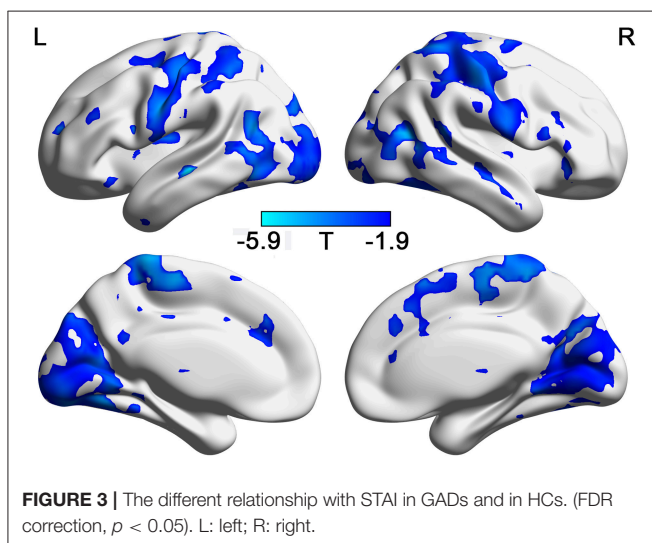 L R
-5.9 T -1.9
FIGURE 3 | The different relationship with STAI in GADs and in HCs. (FDR
correction, p < 0.05). L: left; R: right.